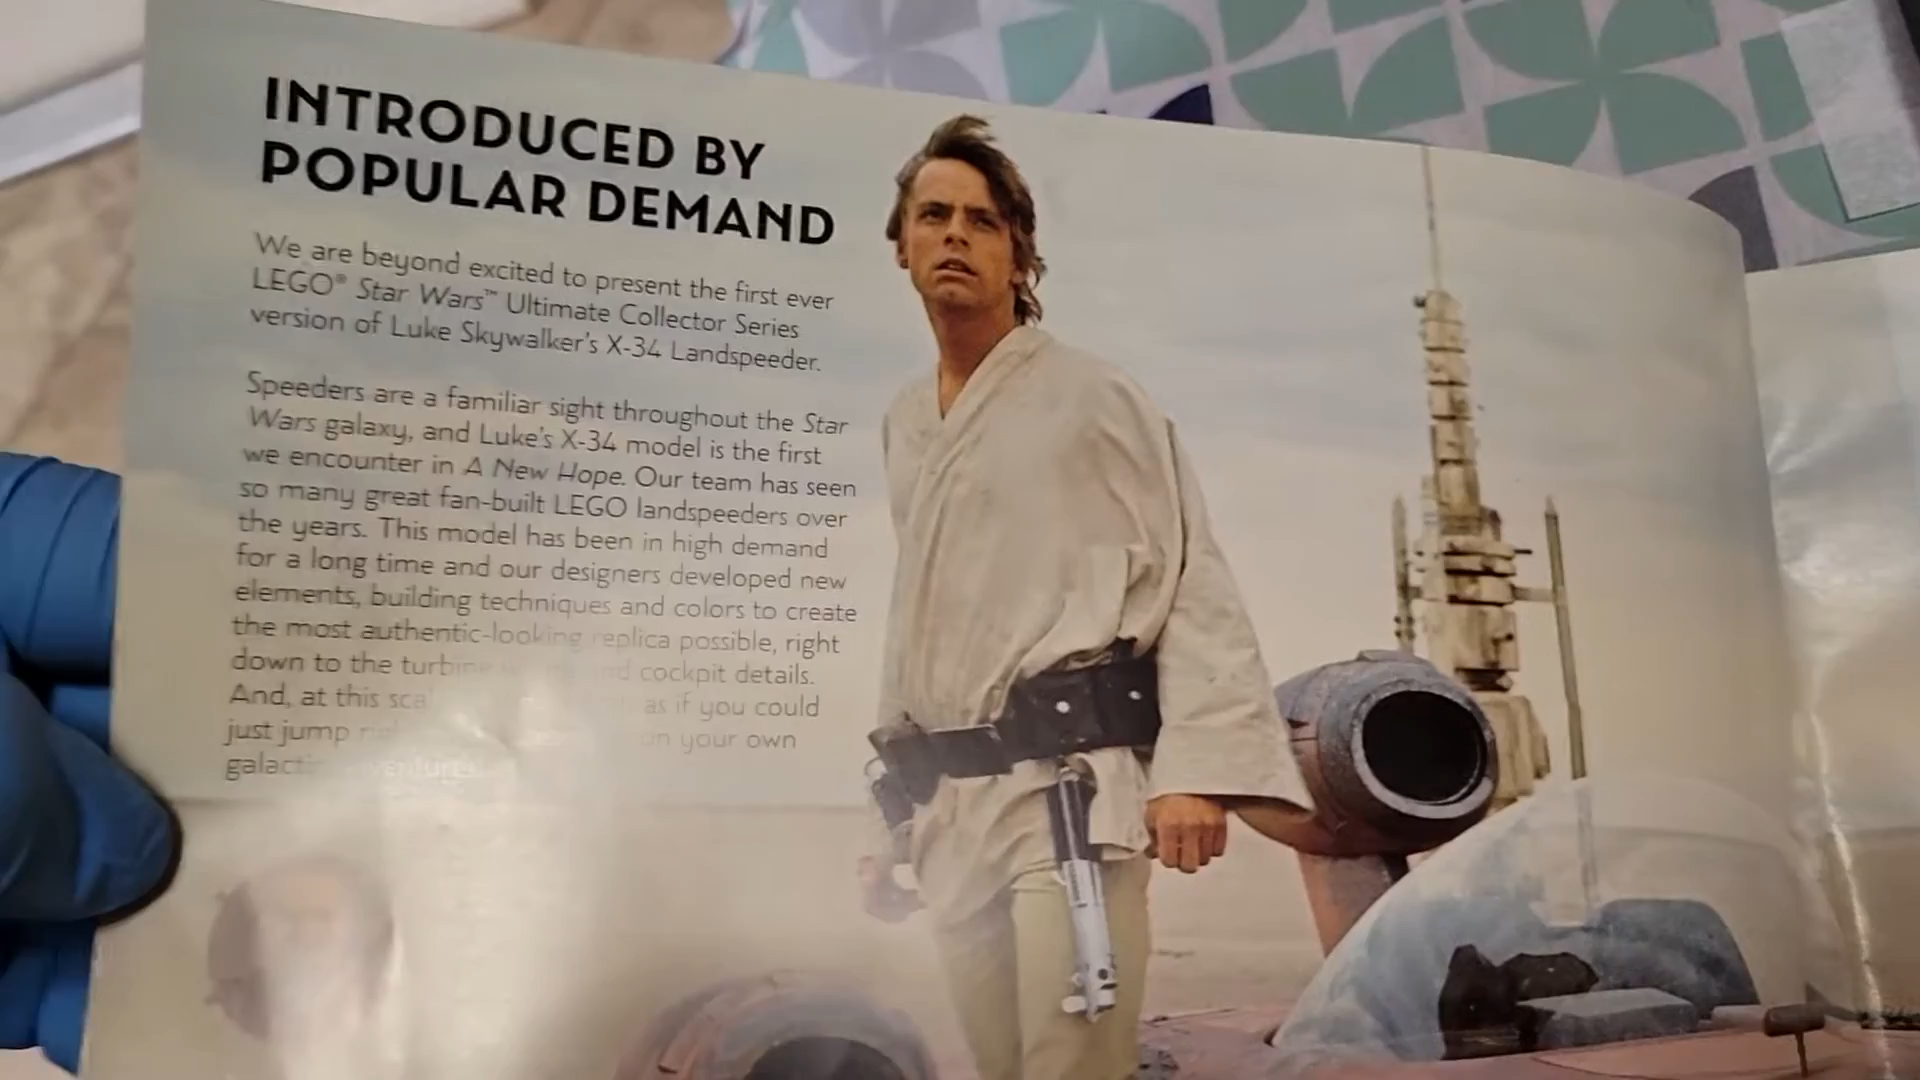 INTRODUCED BY
POPULAR DEMAND
We are beyond excited to present the first ever
LEGO® Star Wars™ Ultimate Collector Series
version of Luke Skywalker's X-34 Landspeeder.
Speeders are a familiar sight throughout the Star
Wars galaxy, and Luke's X-34 model is the first
we encounter in A New Hope. Our team has seen
so many great fan-built LEGO landspeeders over
the years. This model has been in high demand
for a long time and our designers developed new
elements, building techniques and colors to create
the most authentic-looking replica possible, right
down to the turbine and cockpit details.
And, at this as if you could
just jump on your own
galactic adventures